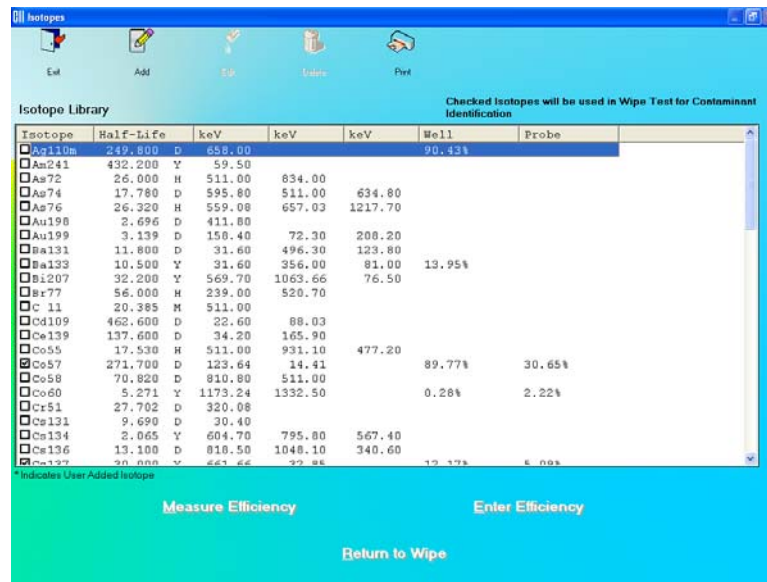 Isotopes
Exit Add Edit Delete Print
Isotope Library
Checked Isotopes will be used in Wipe Test for Contaminant
Identification
Isotope Half-Life keV keV keV Well Probe
Ag110m 249.800 D 658.00 90.43%
Am241 432.200 Y 59.50
As72 26.000 H 511.00 834.00
As74 17.780 D 595.80 511.00 634.80
As76 26.320 H 559.08 657.03 1217.70
Au198 2.696 D 411.80
Au199 3.139 D 158.40 72.30 208.20
Ba131 11.800 D 31.60 496.30 123.80
Ba133 10.500 Y 31.60 356.00 81.00 13.95%
Bi207 32.200 Y 569.70 1063.66 76.50
Br77 56.000 H 239.00 520.70
C 11 20.385 M 511.00
Cd109 462.600 D 22.60 88.03
Ce139 137.600 D 34.20 165.90
Co55 17.530 H 511.00 931.10 477.20
Co57 271.700 D 123.64 14.41 89.77% 30.65%
Co58 70.820 D 810.80 511.00
Co60 5.271 Y 1173.24 1332.50 0.28% 2.22%
Cr51 27.702 D 320.08
Cs131 9.690 D 30.40
Cs134 2.065 Y 604.70 795.80 567.40
Cs136 13.100 D 818.50 1048.10 340.60
Cs137 30.000 Y 661.66 32.85 12.17% 5.09%
* Indicates User Added Isotope
Measure Efficiency Enter Efficiency
Return to Wipe